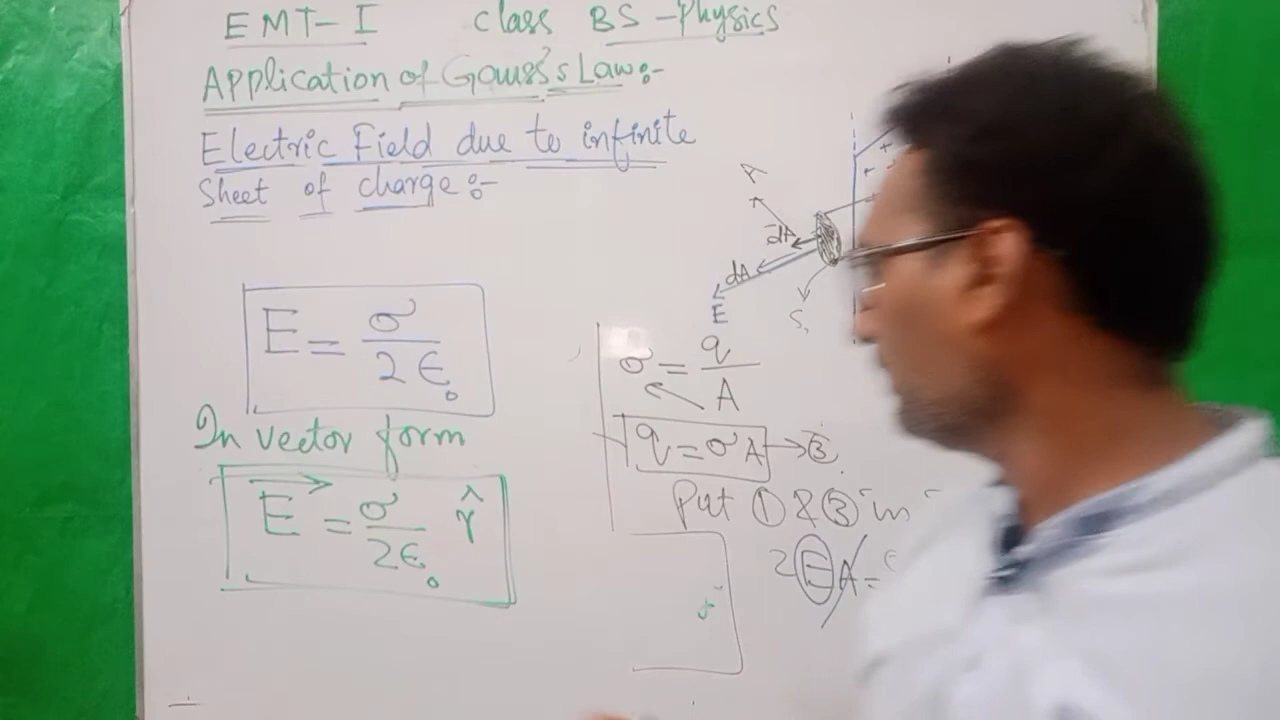 EMT-I Class BS-Physics
Application of Gauss's Law:-
Electric Field due to infinite
Sheet of charge:-
E = σ / 2ϵ₀
In vector form
E⃗ = σ / 2ϵ₀ r̂
A
dA
dA
E
S,
+ + +
σ = q / A
q = σA → ③
Put ① & ③ in
2EA =
r̂